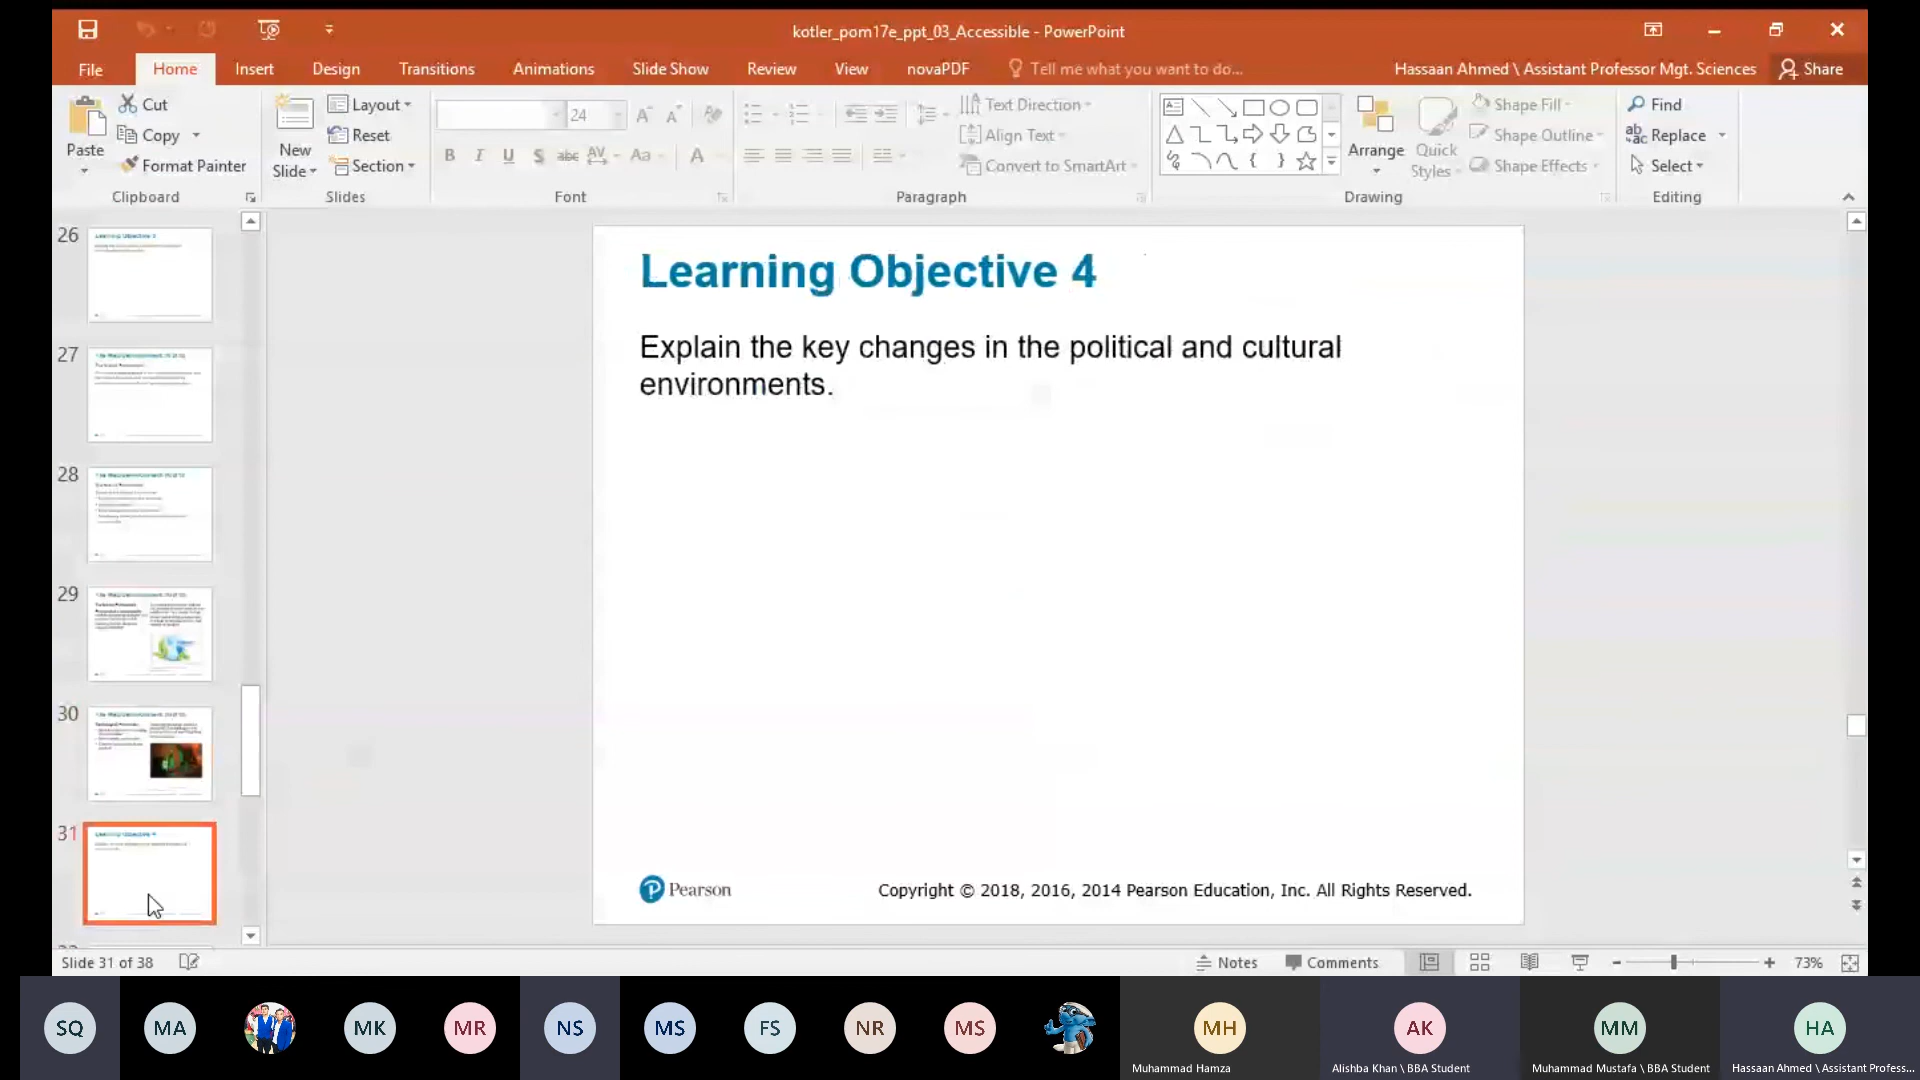 kotler_pom17e_ppt_03_Accessible - PowerPoint
File Home Insert Design Transitions Animations Slide Show Review View novaPDF Tell me what you want to do... Hassaan Ahmed \ Assistant Professor Mgt. Sciences Share
Paste
Cut
Copy
Format Painter
Clipboard
New
Slide
Layout
Reset
Section
Slides
24
B I U S abc AV Aa A
Font
Text Direction
Align Text
Convert to SmartArt
Paragraph
Arrange
Quick
Styles
Shape Fill
Shape Outline
Shape Effects
Drawing
Find
Replace
Select
Editing
26
27
28
29
30
31
Learning Objective 4
Explain the key changes in the political and cultural
environments.
Pearson
Copyright © 2018, 2016, 2014 Pearson Education, Inc. All Rights Reserved.
Slide 31 of 38
Notes
Comments
73%
SQ MA MK MR NS MS FS NR MS MH AK MM HA
Muhammad Hamza
Alishba Khan \ BBA Student
Muhammad Mustafa \ BBA Student
Hassaan Ahmed \ Assistant Profess...